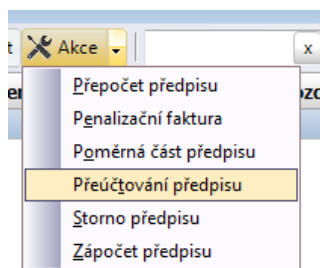 t Akce x
Přepočet předpisu
Penalizační faktura
Poměrná část předpisu
Přeúčtování předpisu
Storno předpisu
Zápočet předpisu